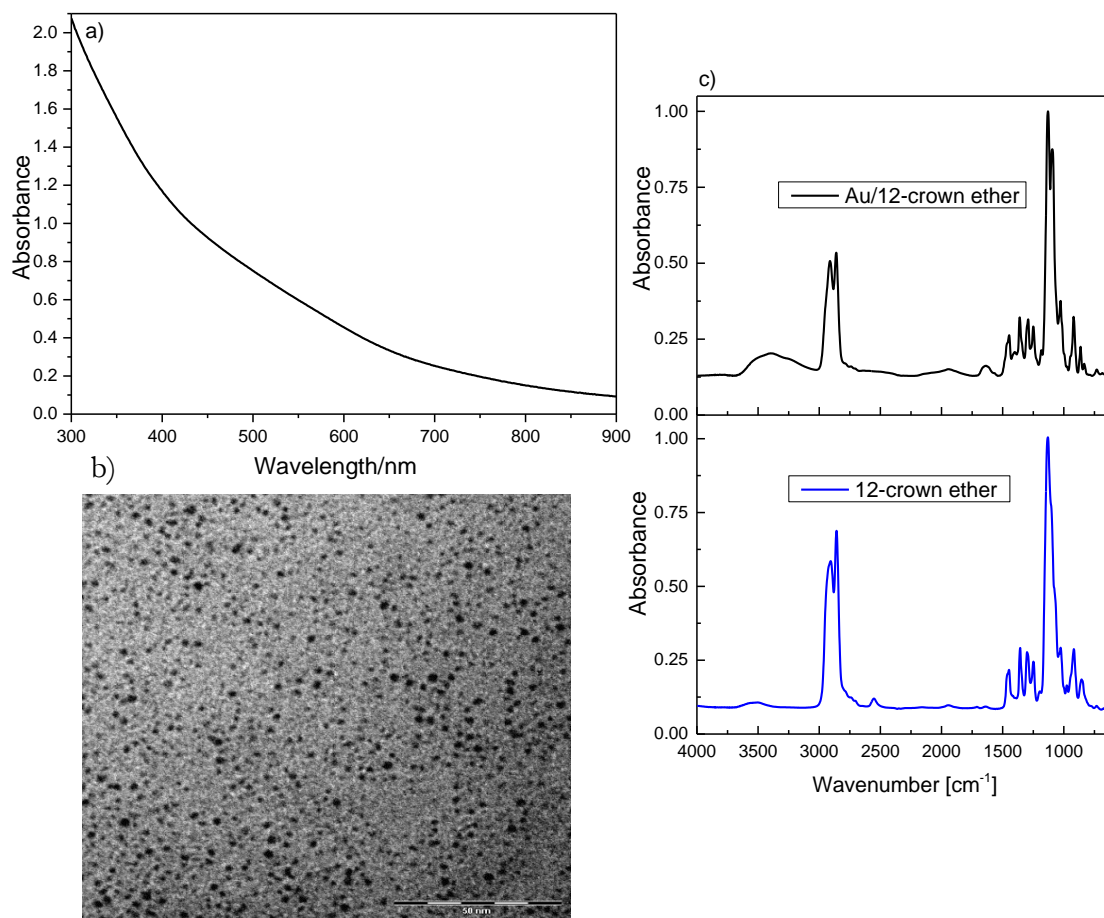 a)
2.0
1.8
1.6
1.4
1.2
1.0
0.8
0.6
0.4
0.2
0.0
Absorbance
300 400 500 600 700 800 900
Wavelength/nm
b)
50 nm
c)
1.00
0.75
0.50
0.25
0.00
Absorbance
Au/12-crown ether
1.00
0.75
0.50
0.25
0.00
Absorbance
12-crown ether
4000 3500 3000 2500 2000 1500 1000
Wavenumber [cm⁻¹]